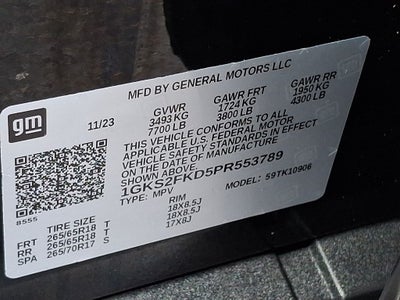 MFD BY GENERAL MOTORS LLC
gm
11/23
GVWR GAWR FRT GAWR RR
3493 KG 1724 KG 1950 KG
7700 LB 3800 LB 4300 LB
THIS VEHICLE CONFORMS TO ALL
APPLICABLE U.S. FEDERAL MOTOR
VEHICLE SAFETY STANDARDS IN EFFECT
ON THE DATE OF MANUFACTURE
SHOWN ABOVE.
1GKS2FKD5PR553789
TYPE: MPV MODEL: 59TK10906
8555
TIRE SIZE RIM
FRT 265/65R18 T 18X8.5J
RR 265/65R18 T 18X8.5J
SPA 265/70R17 S 17X8J